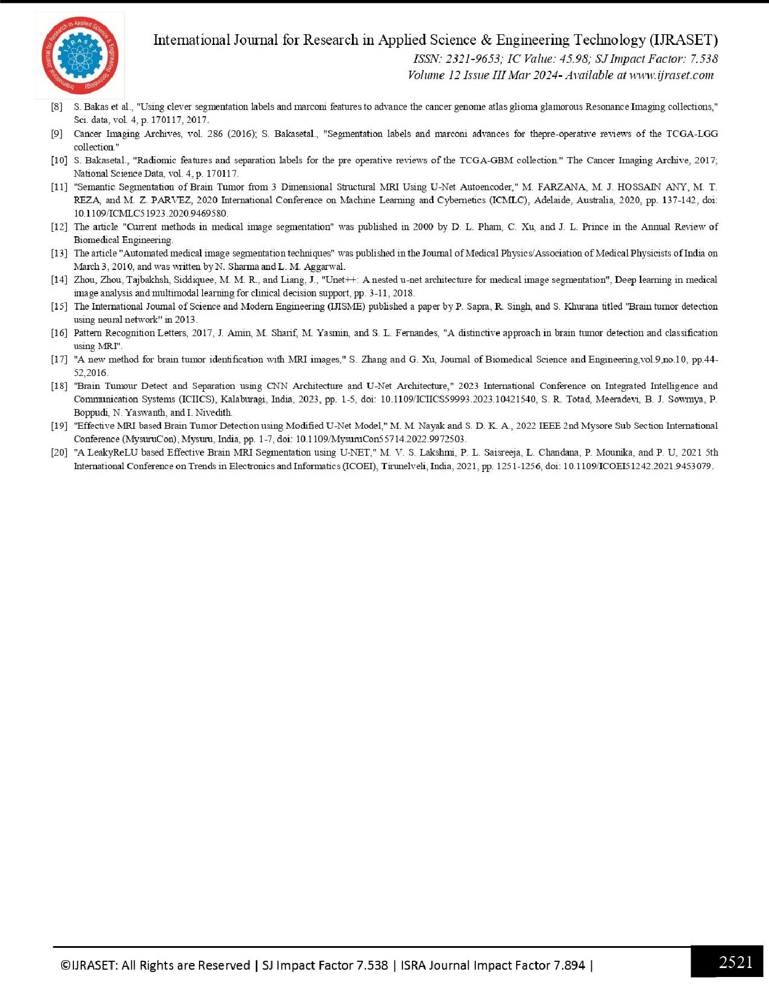 International Journal for Research in Applied Science & Engineering Technology
IJRASET
International Journal for Research in Applied Science & Engineering Technology (IJRASET)
ISSN: 2321-9653; IC Value: 45.98; SJ Impact Factor: 7.538
Volume 12 Issue III Mar 2024- Available at www.ijraset.com
[8] S. Bakas et al., "Using clever segmentation labels and marconi features to advance the cancer genome atlas glioma glamorous Resonance Imaging collections,"
Sci. data, vol. 4, p. 170117, 2017.
[9] Cancer Imaging Archives, vol. 286 (2016); S. Bakasetal., "Segmentation labels and marconi advances for thepre-operative reviews of the TCGA-LGG
collection."
[10] S. Bakasetal., "Radiomic features and separation labels for the pre operative reviews of the TCGA-GBM collection." The Cancer Imaging Archive, 2017;
National Science Data, vol. 4, p. 170117.
[11] "Semantic Segmentation of Brain Tumor from 3 Dimensional Structural MRI Using U-Net Autoencoder," M. FARZANA, M. J. HOSSAIN ANY, M. T.
REZA, and M. Z. PARVEZ, 2020 International Conference on Machine Learning and Cybernetics (ICMLC), Adelaide, Australia, 2020, pp. 137-142, doi:
10.1109/ICMLC51923.2020.9469580.
[12] The article "Current methods in medical image segmentation" was published in 2000 by D. L. Pham, C. Xu, and J. L. Prince in the Annual Review of
Biomedical Engineering.
[13] The article "Automated medical image segmentation techniques" was published in the Journal of Medical Physics/Association of Medical Physicists of India on
March 3, 2010, and was written by N. Sharma and L. M. Aggarwal.
[14] Zhou, Zhou, Tajbakhsh, Siddiquee, M. M. R., and Liang, J., "Unet++: A nested u-net architecture for medical image segmentation", Deep learning in medical
image analysis and multimodal learning for clinical decision support, pp. 3-11, 2018.
[15] The International Journal of Science and Modern Engineering (IJISME) published a paper by P. Sapra, R. Singh, and S. Khurana titled "Brain tumor detection
using neural network" in 2013.
[16] Pattern Recognition Letters, 2017, J. Amin, M. Sharif, M. Yasmin, and S. L. Fernandes, "A distinctive approach in brain tumor detection and classification
using MRI".
[17] "A new method for brain tumor identification with MRI images," S. Zhang and G. Xu, Journal of Biomedical Science and Engineering,vol.9,no.10, pp.44-
52,2016.
[18] "Brain Tumour Detect and Separation using CNN Architecture and U-Net Architecture," 2023 International Conference on Integrated Intelligence and
Communication Systems (ICIICS), Kalaburagi, India, 2023, pp. 1-5, doi: 10.1109/ICIICS59993.2023.10421540, S. R. Totad, Meeradevi, B. J. Sowmya, P.
Boppudi, N. Yaswanth, and I. Nivedith.
[19] "Effective MRI based Brain Tumor Detection using Modified U-Net Model," M. M. Nayak and S. D. K. A., 2022 IEEE 2nd Mysore Sub Section International
Conference (MysuruCon), Mysuru, India, pp. 1-7, doi: 10.1109/MysuruCon55714.2022.9972503.
[20] "A LeakyReLU based Effective Brain MRI Segmentation using U-NET," M. V. S. Lakshmi, P. L. Saisreeja, L. Chandana, P. Mounika, and P. U, 2021 5th
International Conference on Trends in Electronics and Informatics (ICOEI), Tirunelveli, India, 2021, pp. 1251-1256, doi: 10.1109/ICOEI51242.2021.9453079.
©IJRASET: All Rights are Reserved | SJ Impact Factor 7.538 | ISRA Journal Impact Factor 7.894 |
2521